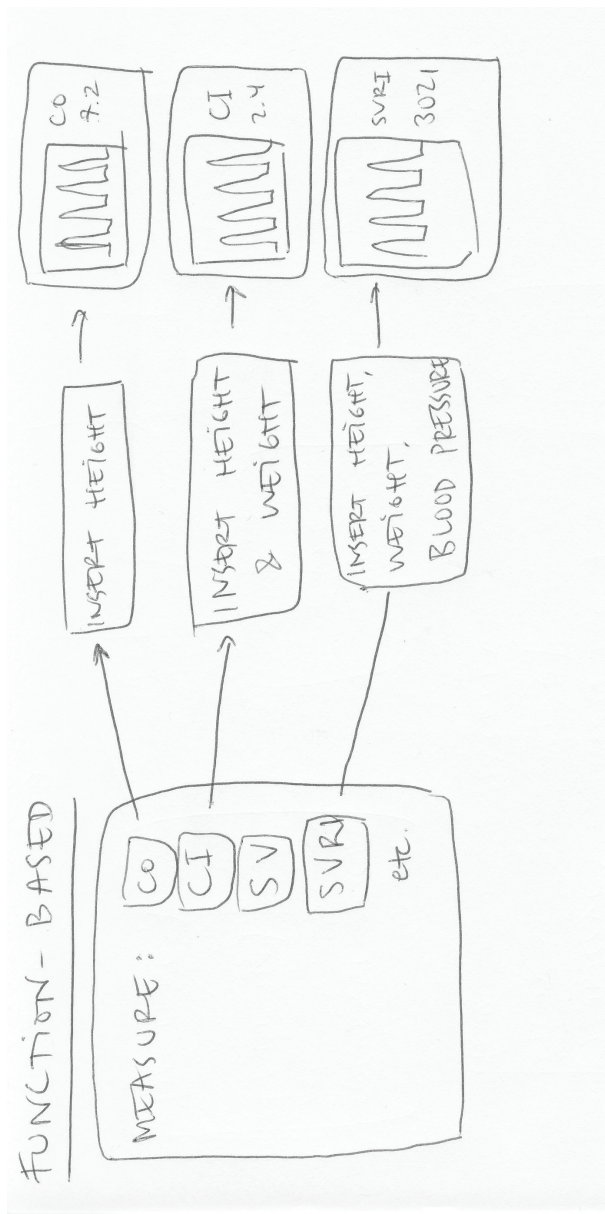 FUNCTION-BASED
MEASURE:
CO
CI
SV
SVRI
etc.
INSERT HEIGHT
CO
7.2
INSERT HEIGHT
& WEIGHT
CI
2.4
INSERT HEIGHT,
WEIGHT,
BLOOD PRESSURE
SVRI
3021